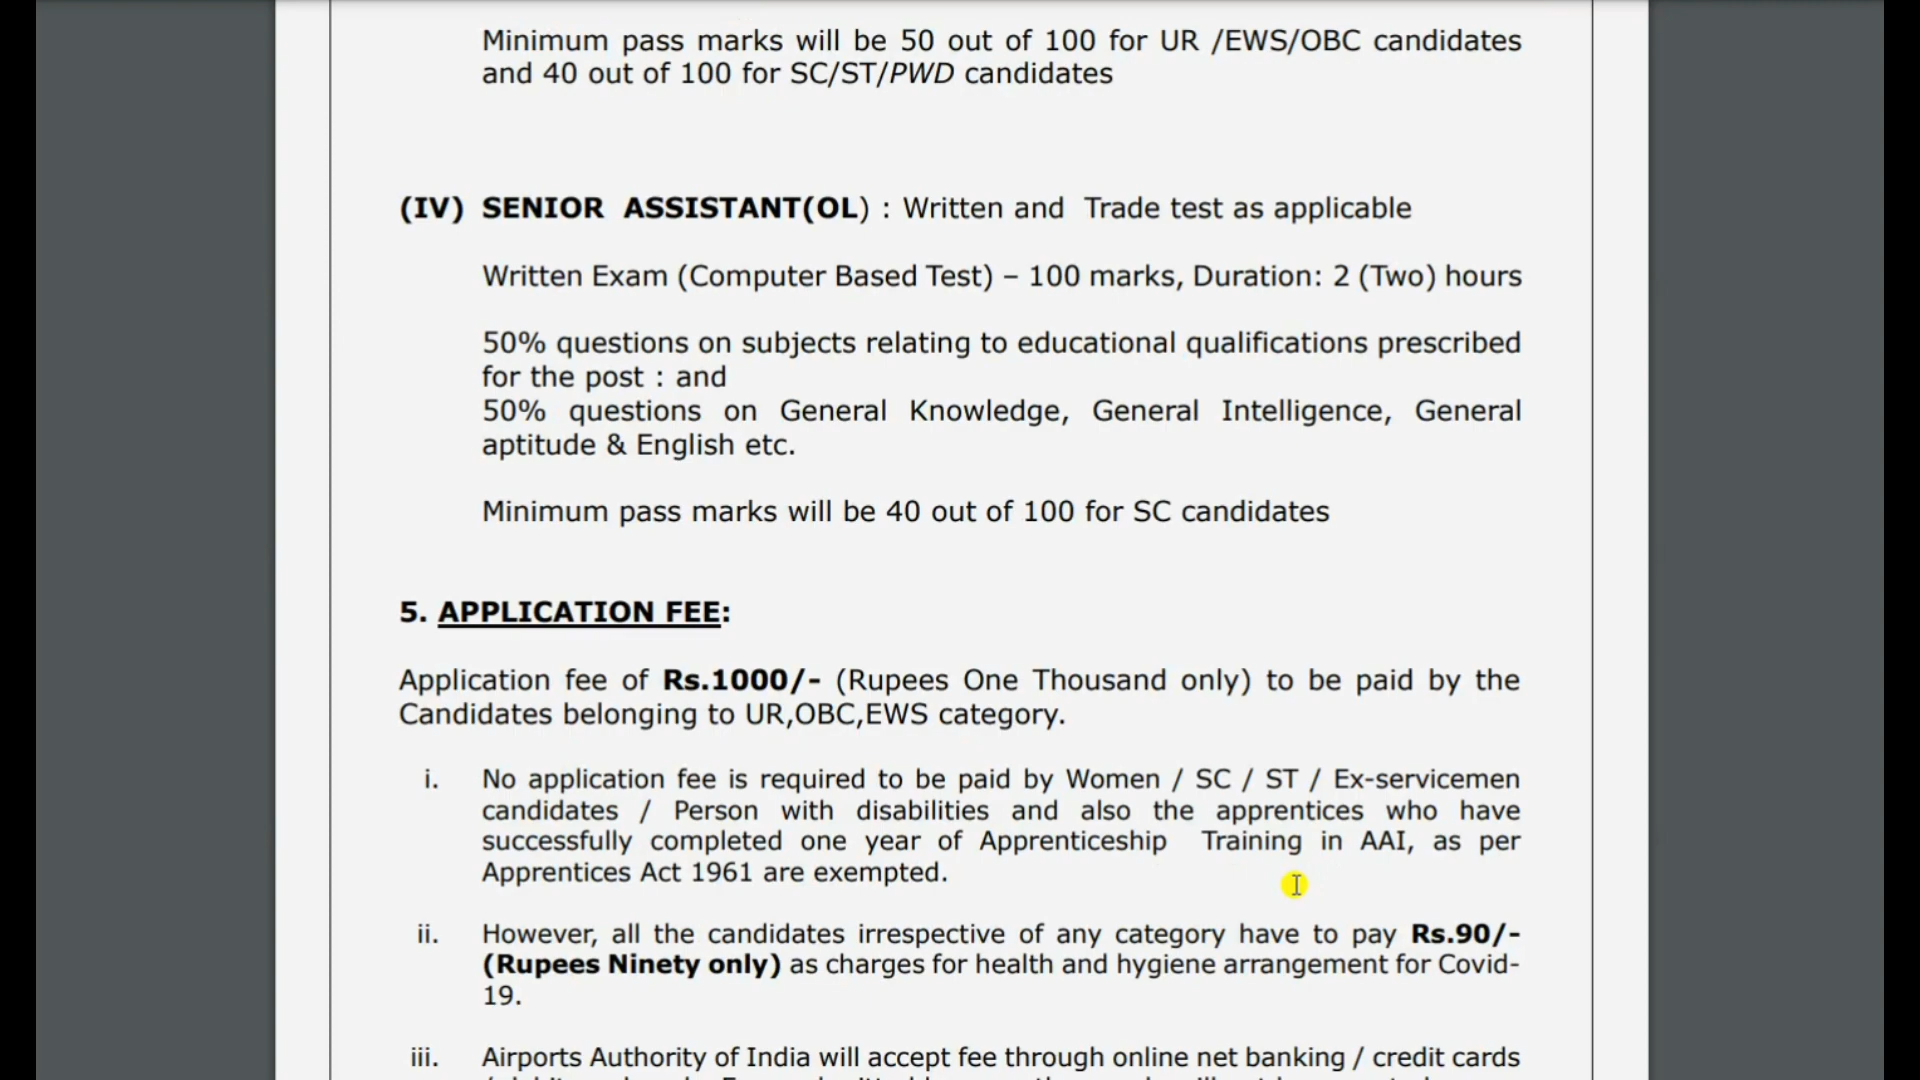 Minimum pass marks will be 50 out of 100 for UR /EWS/OBC candidates
and 40 out of 100 for SC/ST/PWD candidates
(IV) SENIOR ASSISTANT(OL) : Written and Trade test as applicable
Written Exam (Computer Based Test) – 100 marks, Duration: 2 (Two) hours
50% questions on subjects relating to educational qualifications prescribed
for the post : and
50% questions on General Knowledge, General Intelligence, General
aptitude & English etc.
Minimum pass marks will be 40 out of 100 for SC candidates
5. APPLICATION FEE:
Application fee of Rs.1000/- (Rupees One Thousand only) to be paid by the
Candidates belonging to UR,OBC,EWS category.
i. No application fee is required to be paid by Women / SC / ST / Ex-servicemen
candidates / Person with disabilities and also the apprentices who have
successfully completed one year of Apprenticeship Training in AAI, as per
Apprentices Act 1961 are exempted.
ii. However, all the candidates irrespective of any category have to pay Rs.90/-
(Rupees Ninety only) as charges for health and hygiene arrangement for Covid-
19.
iii. Airports Authority of India will accept fee through online net banking / credit cards